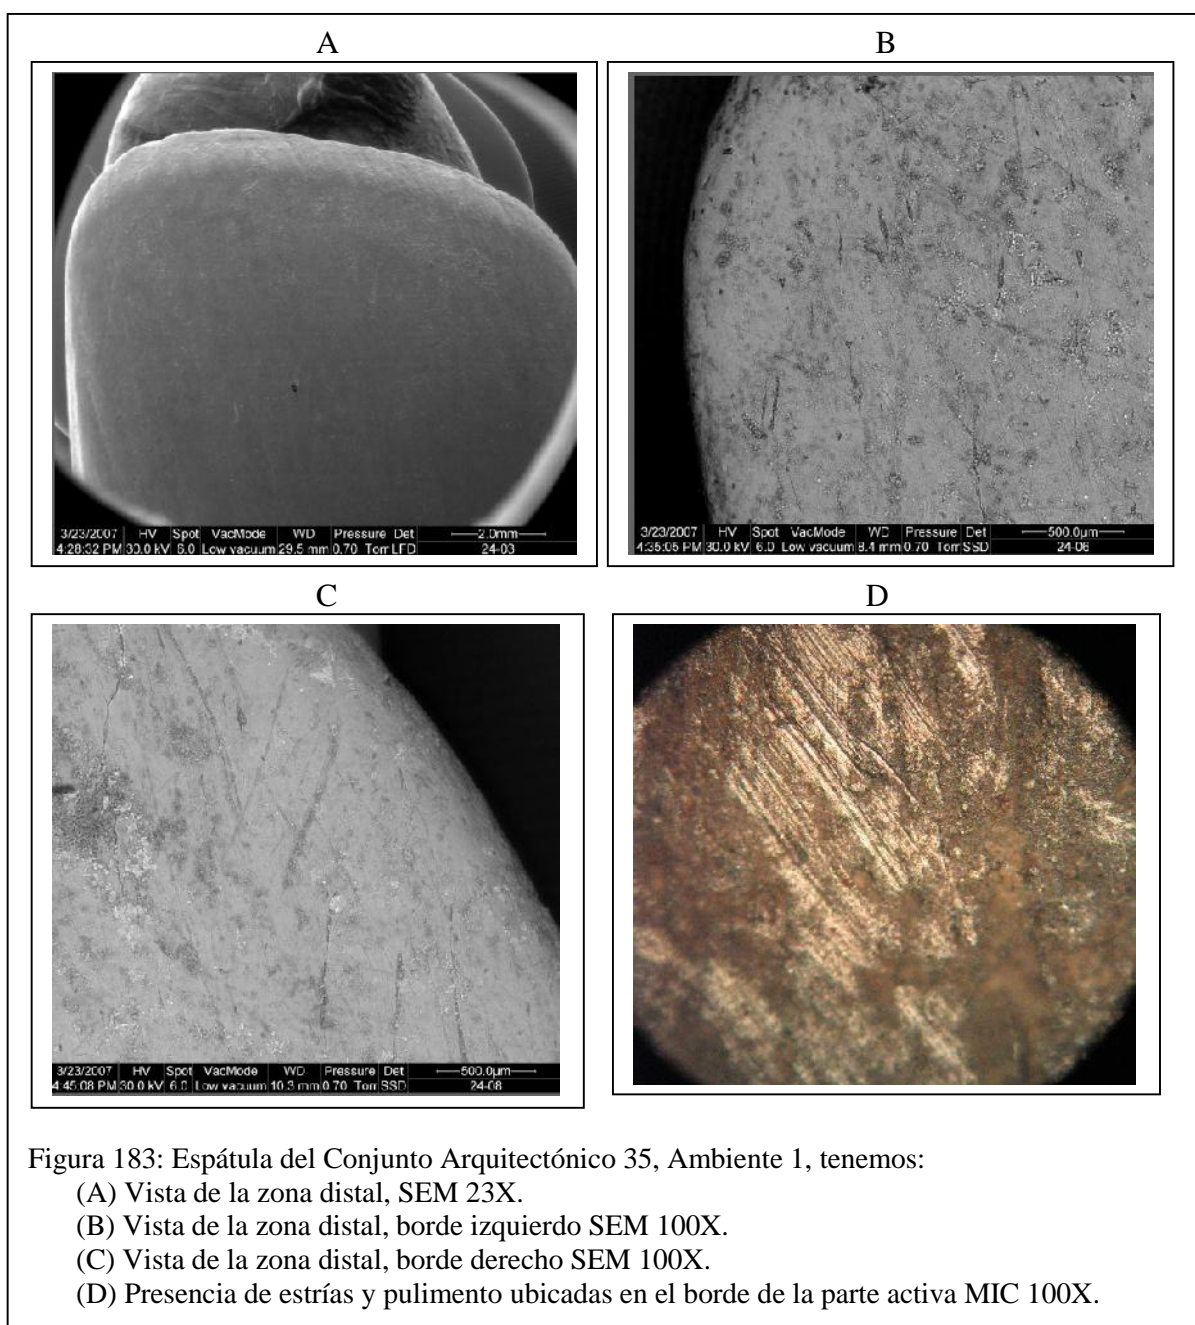 A
B
3/23/2007 HV Spot VacMode WD Pressure Det 2.0mm
4:28:32 PM 30.0 kV 6.0 Low vacuum 29.5 mm 0.70 Torr LFD 24-03
3/23/2007 HV Spot VacMode WD Pressure Det 500.0µm
4:35:05 PM 30.0 kV 6.0 Low vacuum 8.4 mm 0.70 Torr SSD 24-06
C
D
3/23/2007 HV Spot VacMode WD Pressure Det 500.0µm
4:45:08 PM 30.0 kV 6.0 Low vacuum 10.3 mm 0.70 Torr SSD 24-08
Figura 183: Espátula del Conjunto Arquitectónico 35, Ambiente 1, tenemos:
(A) Vista de la zona distal, SEM 23X.
(B) Vista de la zona distal, borde izquierdo SEM 100X.
(C) Vista de la zona distal, borde derecho SEM 100X.
(D) Presencia de estrías y pulimento ubicadas en el borde de la parte activa MIC 100X.